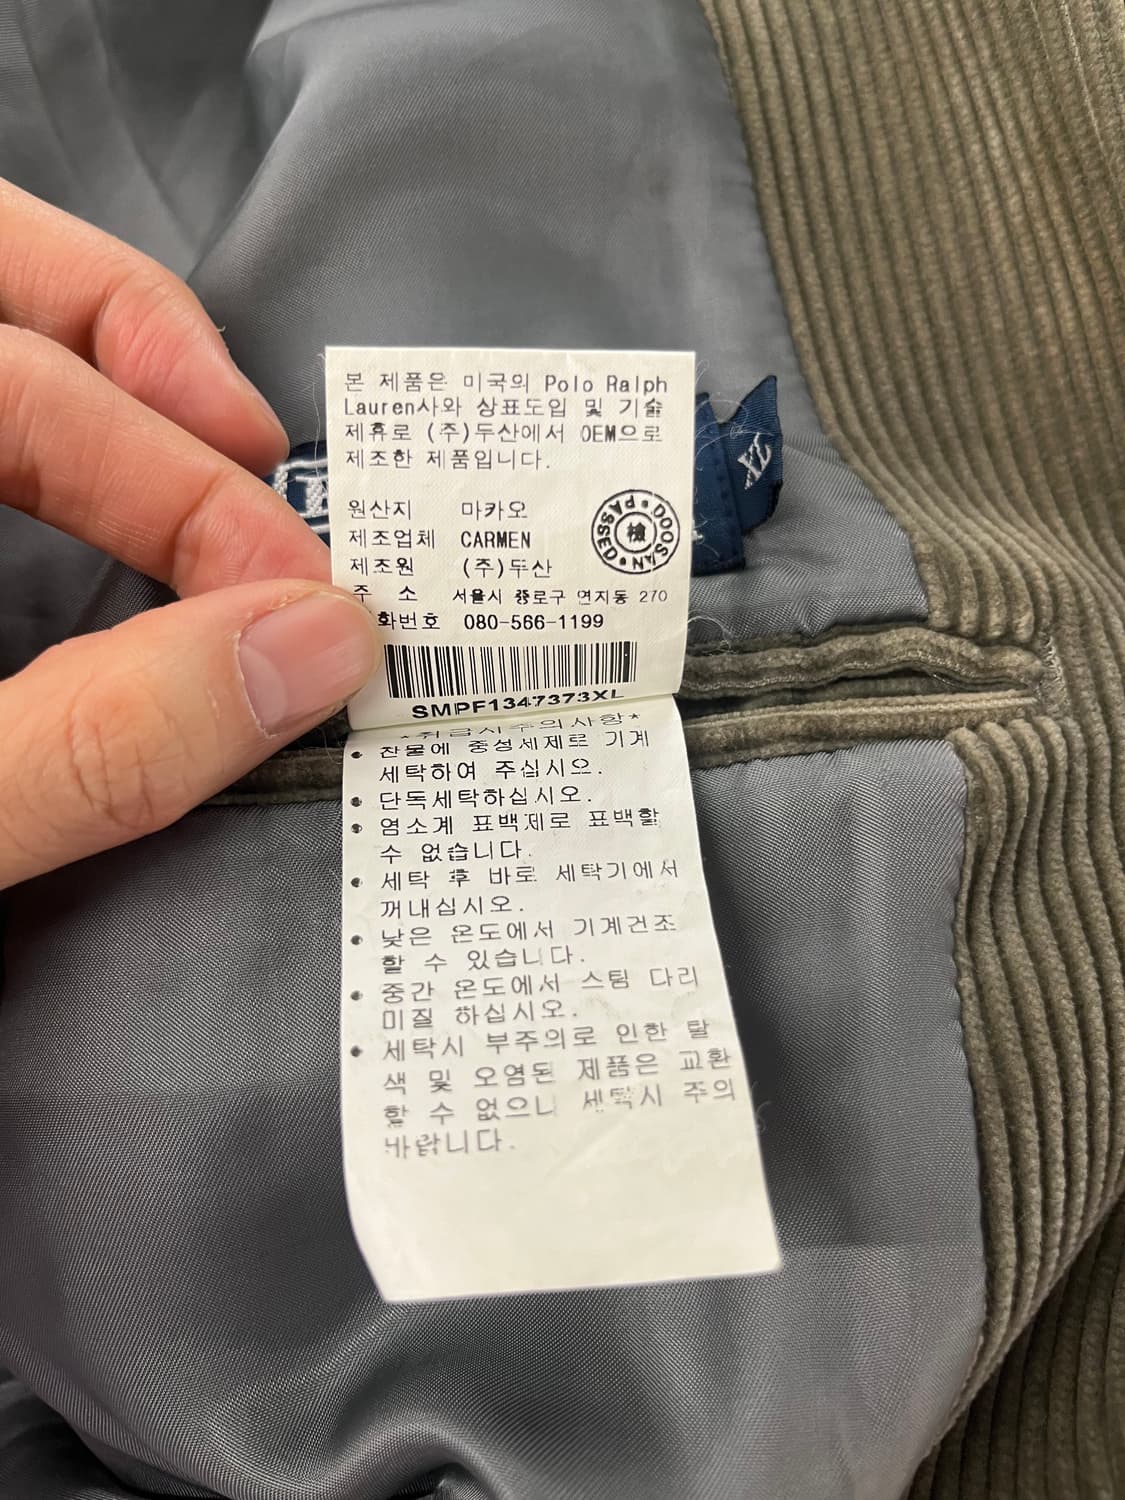 본 제품은 미국의 Polo Ralph
Lauren사와 상표도입 및 기술
제휴로 (주)두산에서 OEM으로
제조한 제품입니다.
원산지 마카오
제조업체 CARMEN
제조원 (주)두산
주 소 서울시 종로구 연지동 270
화번호 080-566-1199
DOOSAN PASSED
檢
XL
SMPF1347373XL
*취급시주의사항*
• 찬물에 중성세제로 기계
세탁하여 주십시오.
• 단독세탁하십시오.
• 염소계 표백제로 표백할
수 없습니다.
• 세탁 후 바로 세탁기에서
꺼내십시오.
• 낮은 온도에서 기계건조
할 수 있습니다.
• 중간 온도에서 스팀 다리
미질 하십시오.
• 세탁시 부주의로 인한 탈
색 및 오염된 제품은 교환
할 수 없으니 세탁시 주의
바랍니다.